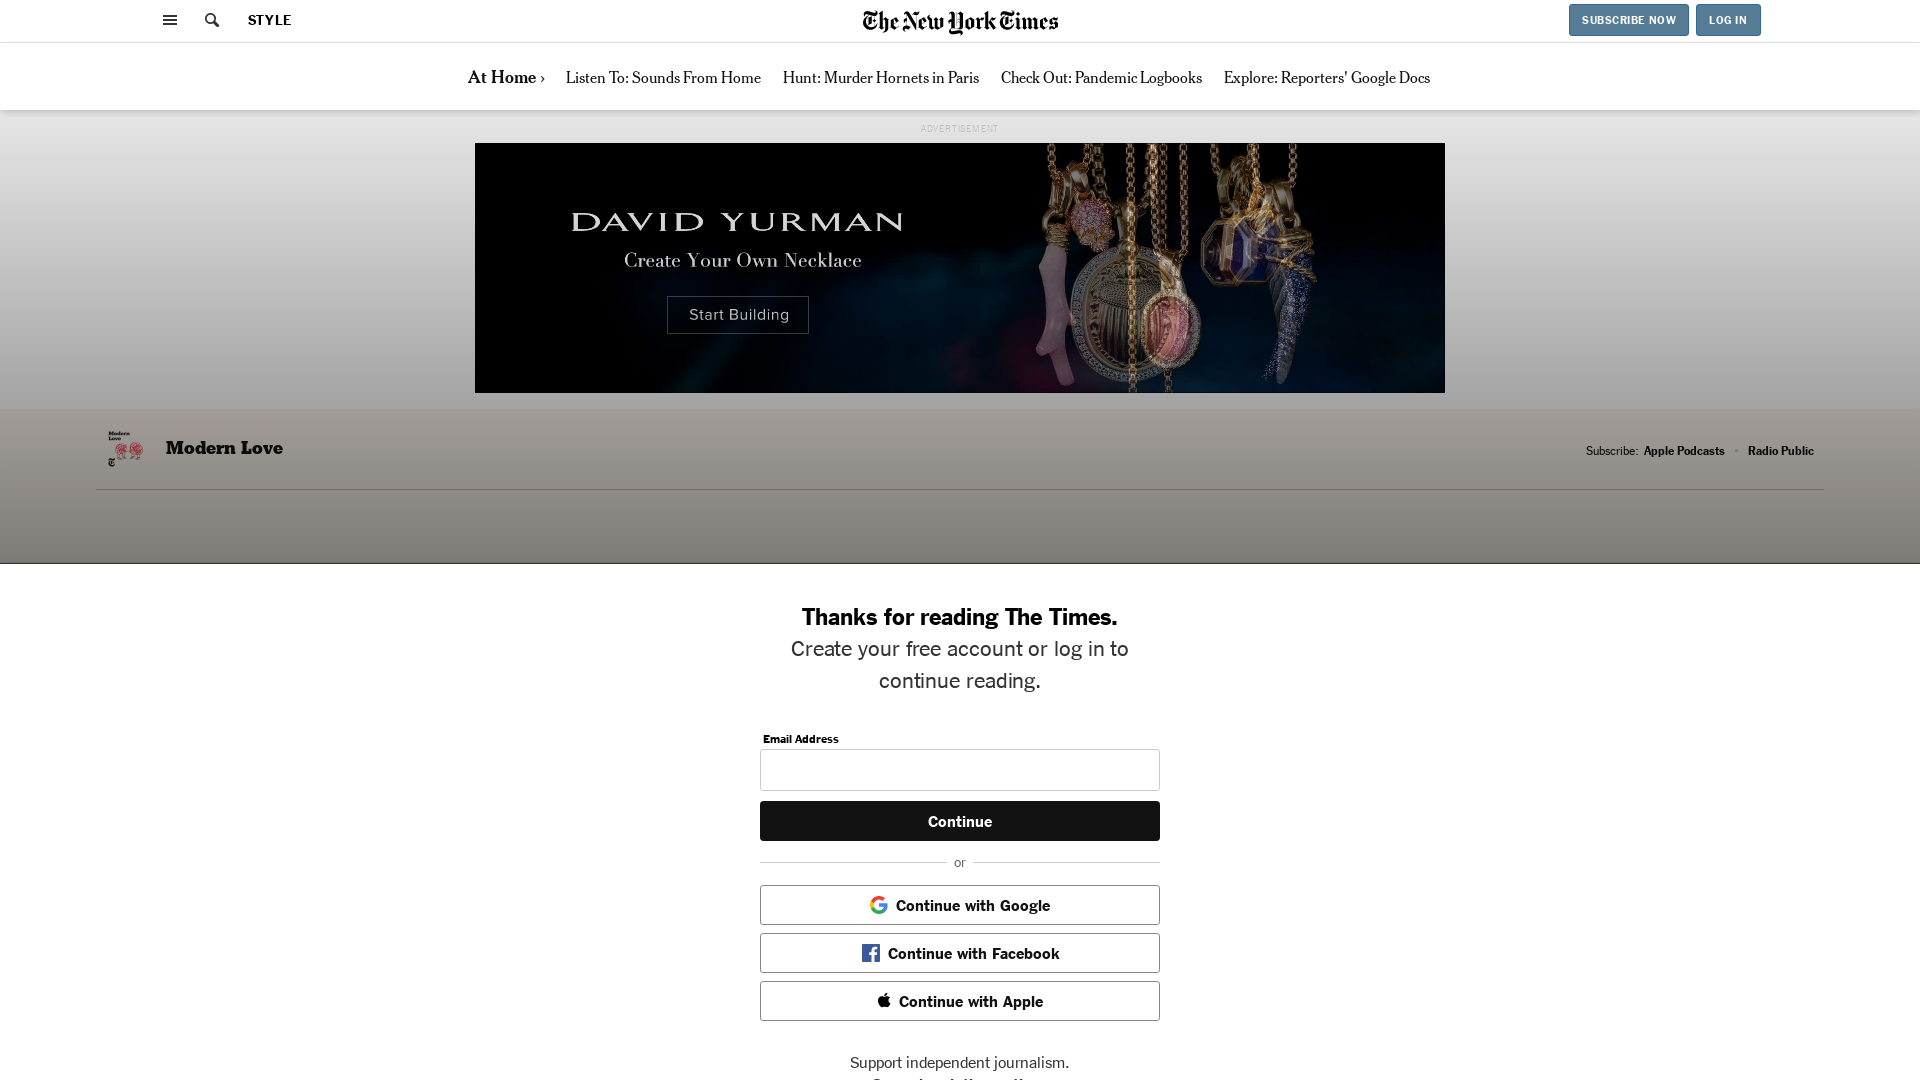 STYLE
The New York Times
SUBSCRIBE NOW
LOG IN
At Home ›
Listen To: Sounds From Home
Hunt: Murder Hornets in Paris
Check Out: Pandemic Logbooks
Explore: Reporters' Google Docs
ADVERTISEMENT
DAVID YURMAN
Create Your Own Necklace
Start Building
Modern Love
Modern Love
Subscribe: Apple Podcasts • Radio Public
Thanks for reading The Times.
Create your free account or log in to
continue reading.
Email Address
Continue
or
Continue with Google
Continue with Facebook
Continue with Apple
Support independent journalism.